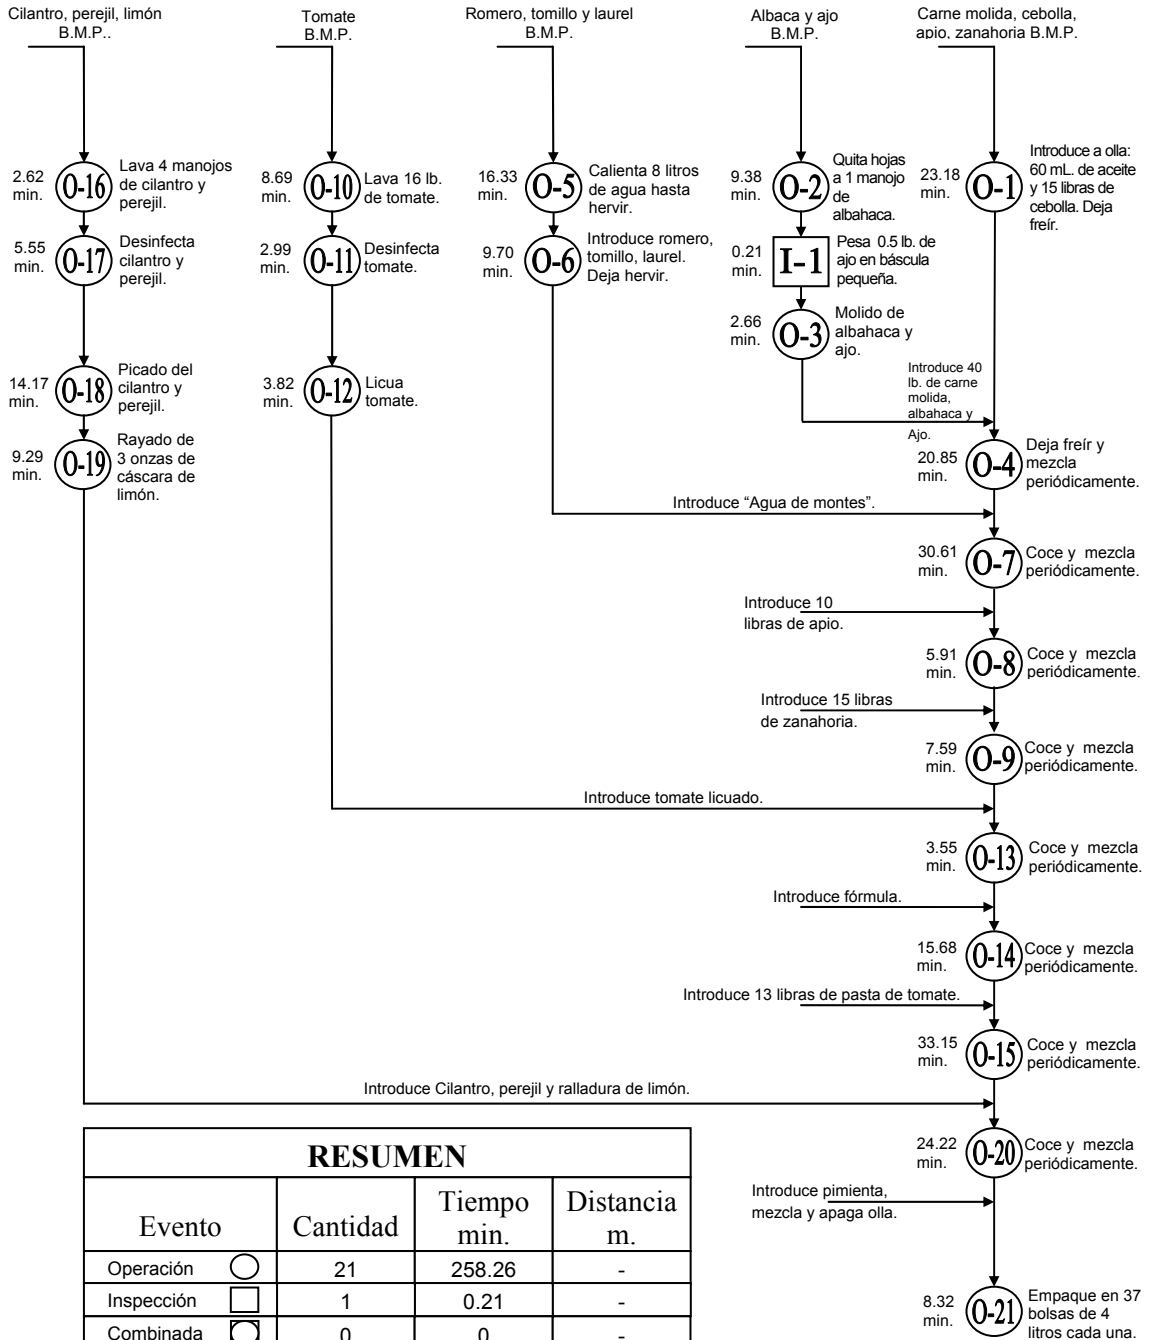 Cilantro, perejil, limón
B.M.P..
Tomate
B.M.P.
Romero, tomillo y laurel
B.M.P.
Albaca y ajo
B.M.P.
Carne molida, cebolla,
apio, zanahoria B.M.P.
2.62
min.
O-16
Lava 4 manojos
de cilantro y
perejil.
8.69
min.
O-10
Lava 16 lb.
de tomate.
16.33
min.
O-5
Calienta 8 litros
de agua hasta
hervir.
9.38
min.
O-2
Quita hojas
a 1 manojo
de
albahaca.
23.18
min.
O-1
Introduce a olla:
60 mL. de aceite
y 15 libras de
cebolla. Deja
freír.
5.55
min.
O-17
Desinfecta
cilantro y
perejil.
2.99
min.
O-11
Desinfecta
tomate.
9.70
min.
O-6
Introduce romero,
tomillo, laurel.
Deja hervir.
0.21
min.
I-1
Pesa 0.5 lb. de
ajo en báscula
pequeña.
2.66
min.
O-3
Molido de
albahaca y
ajo.
14.17
min.
O-18
Picado del
cilantro y
perejil.
3.82
min.
O-12
Licua
tomate.
Introduce 40
lb. de carne
molida,
albahaca y
Ajo.
9.29
min.
O-19
Rayado de
3 onzas de
cáscara de
limón.
20.85
min.
O-4
Deja freír y
mezcla
periódicamente.
Introduce “Agua de montes”.
30.61
min.
O-7
Coce y mezcla
periódicamente.
Introduce 10
libras de apio.
5.91
min.
O-8
Coce y mezcla
periódicamente.
Introduce 15 libras
de zanahoria.
7.59
min.
O-9
Coce y mezcla
periódicamente.
Introduce tomate licuado.
3.55
min.
O-13
Coce y mezcla
periódicamente.
Introduce fórmula.
15.68
min.
O-14
Coce y mezcla
periódicamente.
Introduce 13 libras de pasta de tomate.
33.15
min.
O-15
Coce y mezcla
periódicamente.
Introduce Cilantro, perejil y ralladura de limón.
24.22
min.
O-20
Coce y mezcla
periódicamente.
Introduce pimienta,
mezcla y apaga olla.
8.32
min.
O-21
Empaque en 37
bolsas de 4
litros cada una.
RESUMEN
Evento Cantidad Tiempo min. Distancia m.
Operación 21 258.26 -
Inspección 1 0.21 -
Combinada 0 0 -